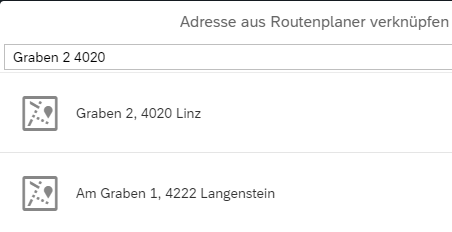 Adresse aus Routenplaner verknüpfen
Graben 2 4020
Graben 2, 4020 Linz
Am Graben 1, 4222 Langenstein